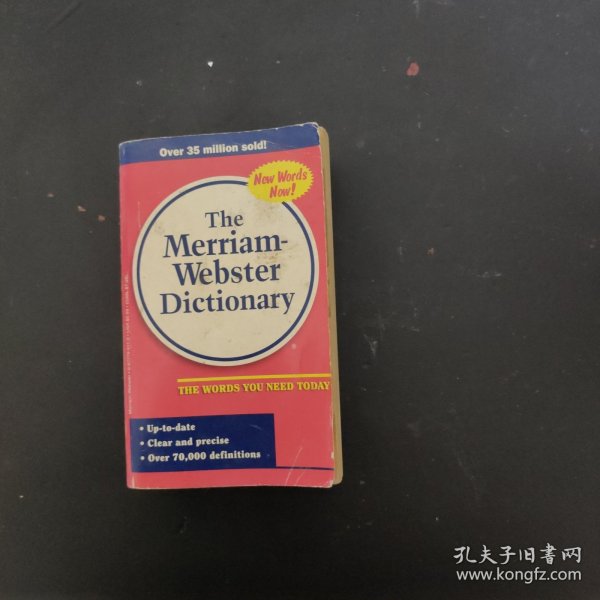 Over 35 million sold!
New Words
Now!
The
Merriam-
Webster
Dictionary
THE WORDS YOU NEED TODAY
• Up-to-date
• Clear and precise
• Over 70,000 definitions
孔夫子旧书网
www.kongfz.com